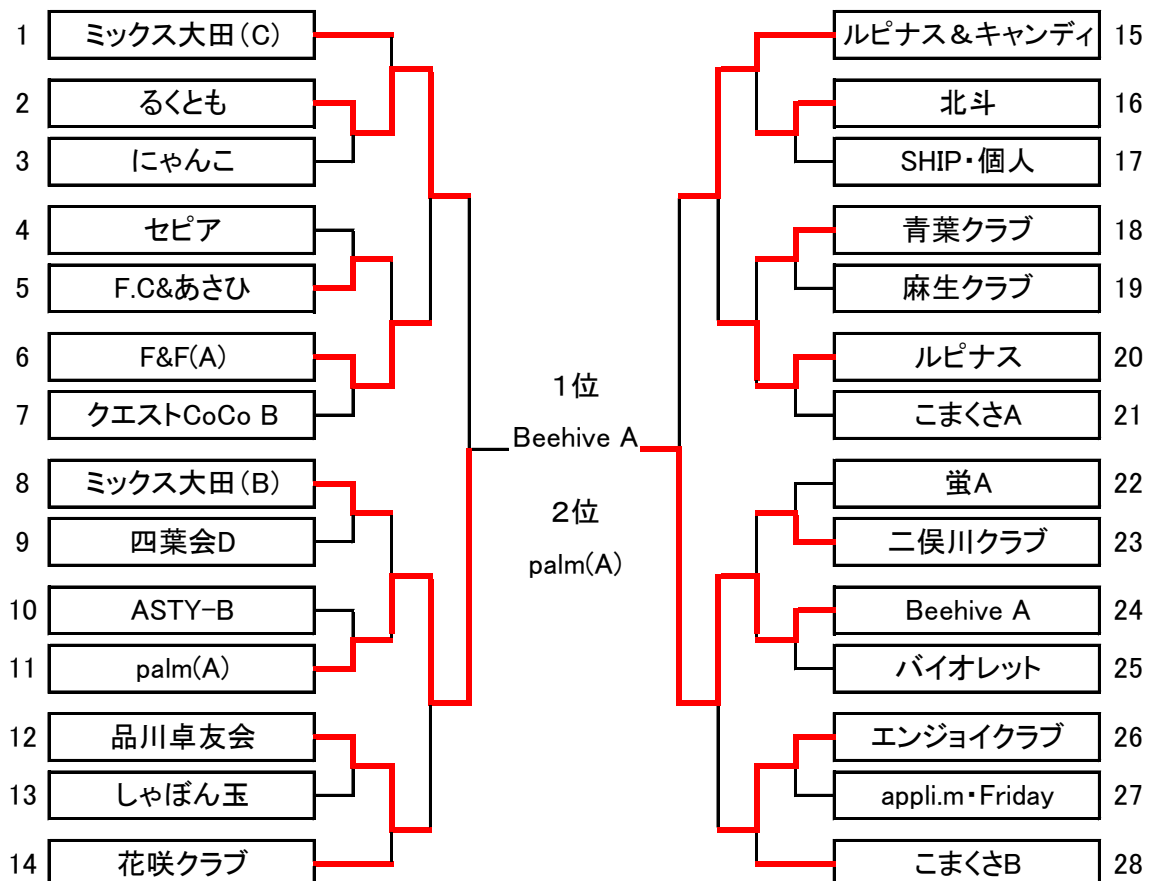 1 ミックス大田（C）
2 るくとも
3 にゃんこ
4 セピア
5 F.C&あさひ
6 F&F(A)
7 クエストCoCo B
8 ミックス大田（B）
9 四葉会D
10 ASTY-B
11 palm(A)
12 品川卓友会
13 しゃぼん玉
14 花咲クラブ
1位
Beehive A
2位
palm(A)
ルピナス＆キャンディ 15
北斗 16
SHIP・個人 17
青葉クラブ 18
麻生クラブ 19
ルピナス 20
こまくさA 21
蛍A 22
二俣川クラブ 23
Beehive A 24
バイオレット 25
エンジョイクラブ 26
appli.m・Friday 27
こまくさB 28